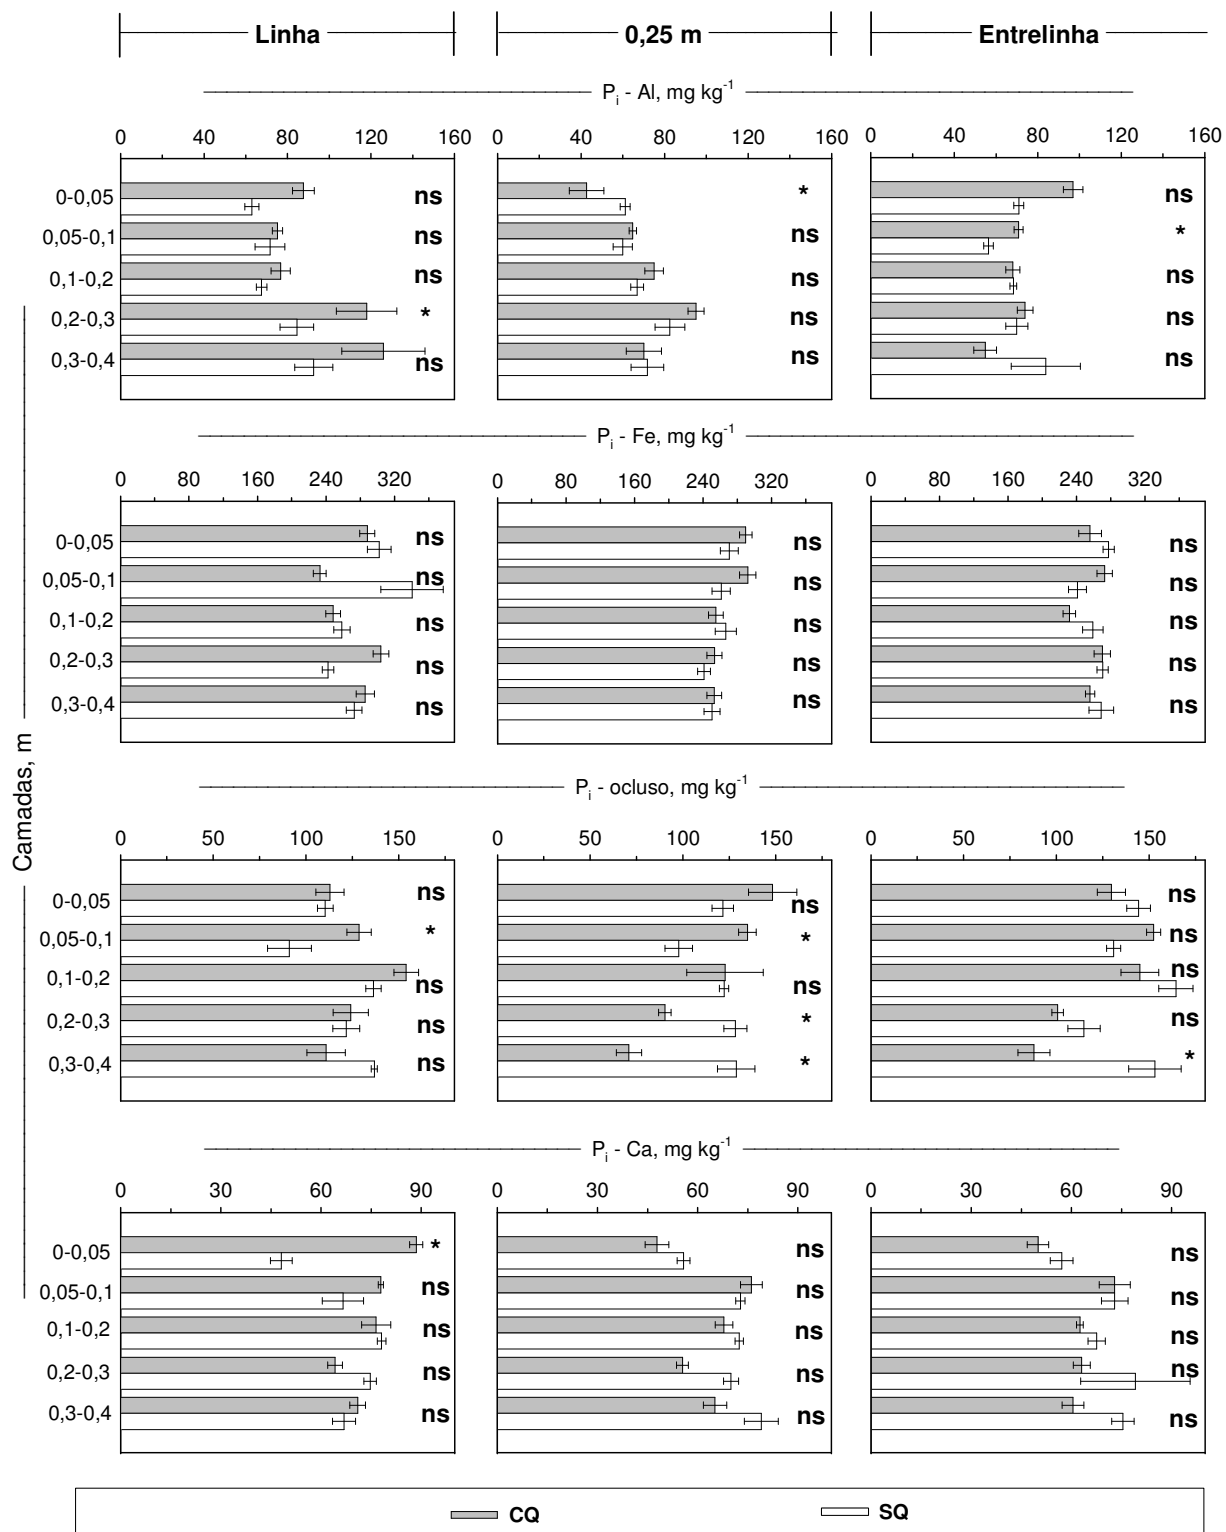 Linha 0,25 m Entrelinha
Pi - Al, mg kg-1
0 40 80 120 160 0 40 80 120 160 0 40 80 120 160
0-0,05 ns * ns
0,05-0,1 ns ns *
0,1-0,2 ns ns ns
0,2-0,3 * ns ns
0,3-0,4 ns ns ns
Pi - Fe, mg kg-1
0 80 160 240 320 0 80 160 240 320 0 80 160 240 320
0-0,05 ns ns ns
0,05-0,1 ns ns ns
0,1-0,2 ns ns ns
0,2-0,3 ns ns ns
0,3-0,4 ns ns ns
Camadas, m
Pi - ocluso, mg kg-1
0 50 100 150 0 50 100 150 0 50 100 150
0-0,05 ns ns ns
0,05-0,1 * * ns
0,1-0,2 ns ns ns
0,2-0,3 ns * ns
0,3-0,4 ns * *
Pi - Ca, mg kg-1
0 30 60 90 0 30 60 90 0 30 60 90
0-0,05 * ns ns
0,05-0,1 ns ns ns
0,1-0,2 ns ns ns
0,2-0,3 ns ns ns
0,3-0,4 ns ns ns
CQ SQ